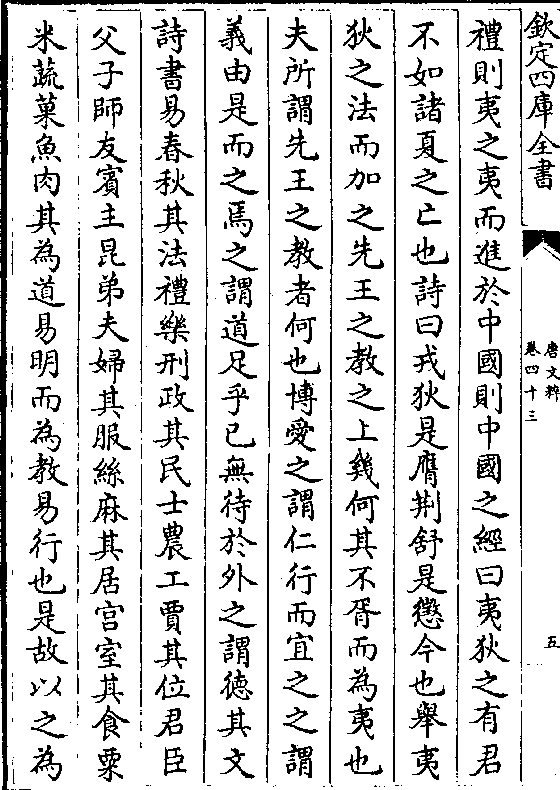 欽定四庫全書
唐文粹
卷四十三
五
禮則夷之夷而進於中國則中國之經曰夷狄之有君
不如諸夏之亡也詩曰戎狄是膺荆舒是懲今也舉夷
狄之法而加之先王之教之上幾何其不胥而為夷也
夫所謂先王之教者何也博愛之謂仁行而宜之之謂
義由是而之焉之謂道足乎已無待於外之謂徳其文
詩書易春秋其法禮樂刑政其民士農工賈其位君臣
父子師友賓主昆弟夫婦其服絲麻其居宫室其食粟
米蔬菓魚肉其為道易明而為教易行也是故以之為